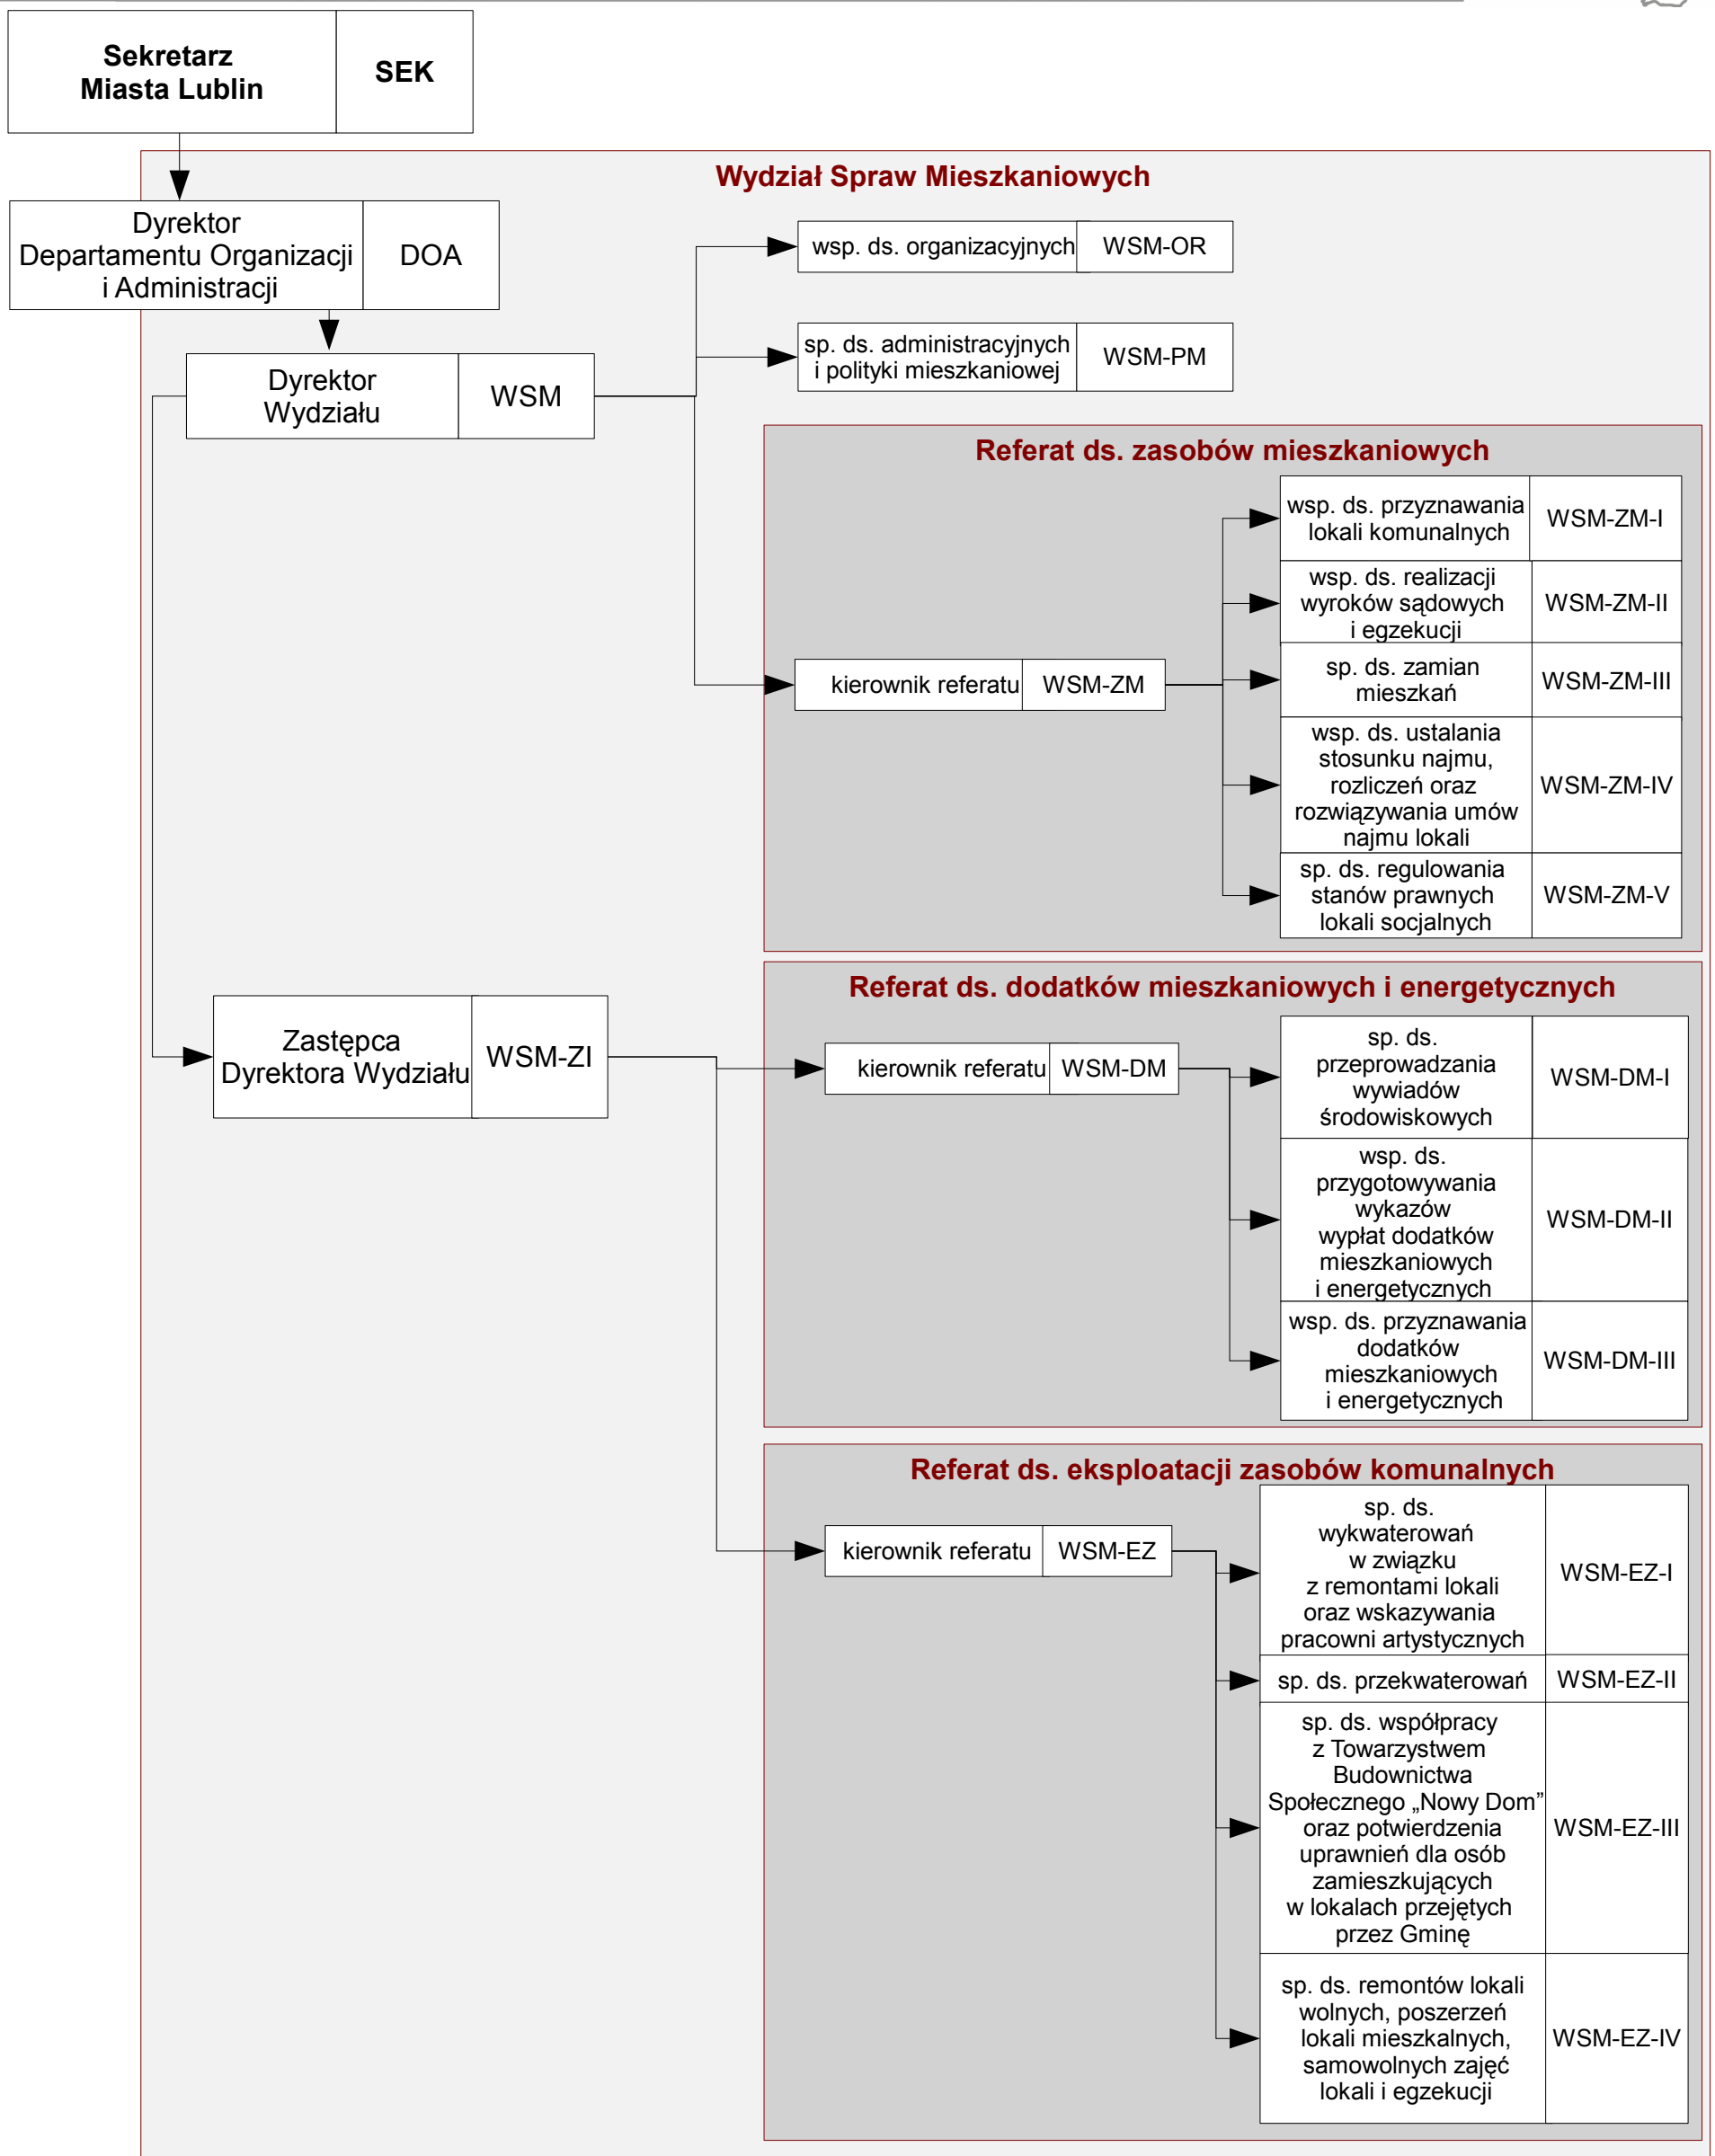 Sekretarz
Miasta Lublin
SEK
Wydział Spraw Mieszkaniowych
Dyrektor
Departamentu Organizacji
i Administracji
DOA
wsp. ds. organizacyjnych
WSM-OR
sp. ds. administracyjnych
i polityki mieszkaniowej
WSM-PM
Dyrektor
Wydziału
WSM
Referat ds. zasobów mieszkaniowych
wsp. ds. przyznawania
lokali komunalnych
WSM-ZM-I
wsp. ds. realizacji
wyroków sądowych
i egzekucji
WSM-ZM-II
kierownik referatu
WSM-ZM
sp. ds. zamian
mieszkań
WSM-ZM-III
wsp. ds. ustalania
stosunku najmu,
rozliczeń oraz
rozwiązywania umów
najmu lokali
WSM-ZM-IV
sp. ds. regulowania
stanów prawnych
lokali socjalnych
WSM-ZM-V
Referat ds. dodatków mieszkaniowych i energetycznych
Zastępca
Dyrektora Wydziału
WSM-ZI
kierownik referatu
WSM-DM
sp. ds.
przeprowadzania
wywiadów
środowiskowych
WSM-DM-I
wsp. ds.
przygotowywania
wykazów
wypłat dodatków
mieszkaniowych
i energetycznych
WSM-DM-II
wsp. ds. przyznawania
dodatków
mieszkaniowych
i energetycznych
WSM-DM-III
Referat ds. eksploatacji zasobów komunalnych
kierownik referatu
WSM-EZ
sp. ds.
wykwaterowań
w związku
z remontami lokali
oraz wskazywania
pracowni artystycznych
WSM-EZ-I
sp. ds. przekwaterowań
WSM-EZ-II
sp. ds. współpracy
z Towarzystwem
Budownictwa
Społecznego „Nowy Dom”
oraz potwierdzenia
uprawnień dla osób
zamieszkujących
w lokalach przejętych
przez Gminę
WSM-EZ-III
sp. ds. remontów lokali
wolnych, poszerzeń
lokali mieszkalnych,
samowolnych zajęć
lokali i egzekucji
WSM-EZ-IV